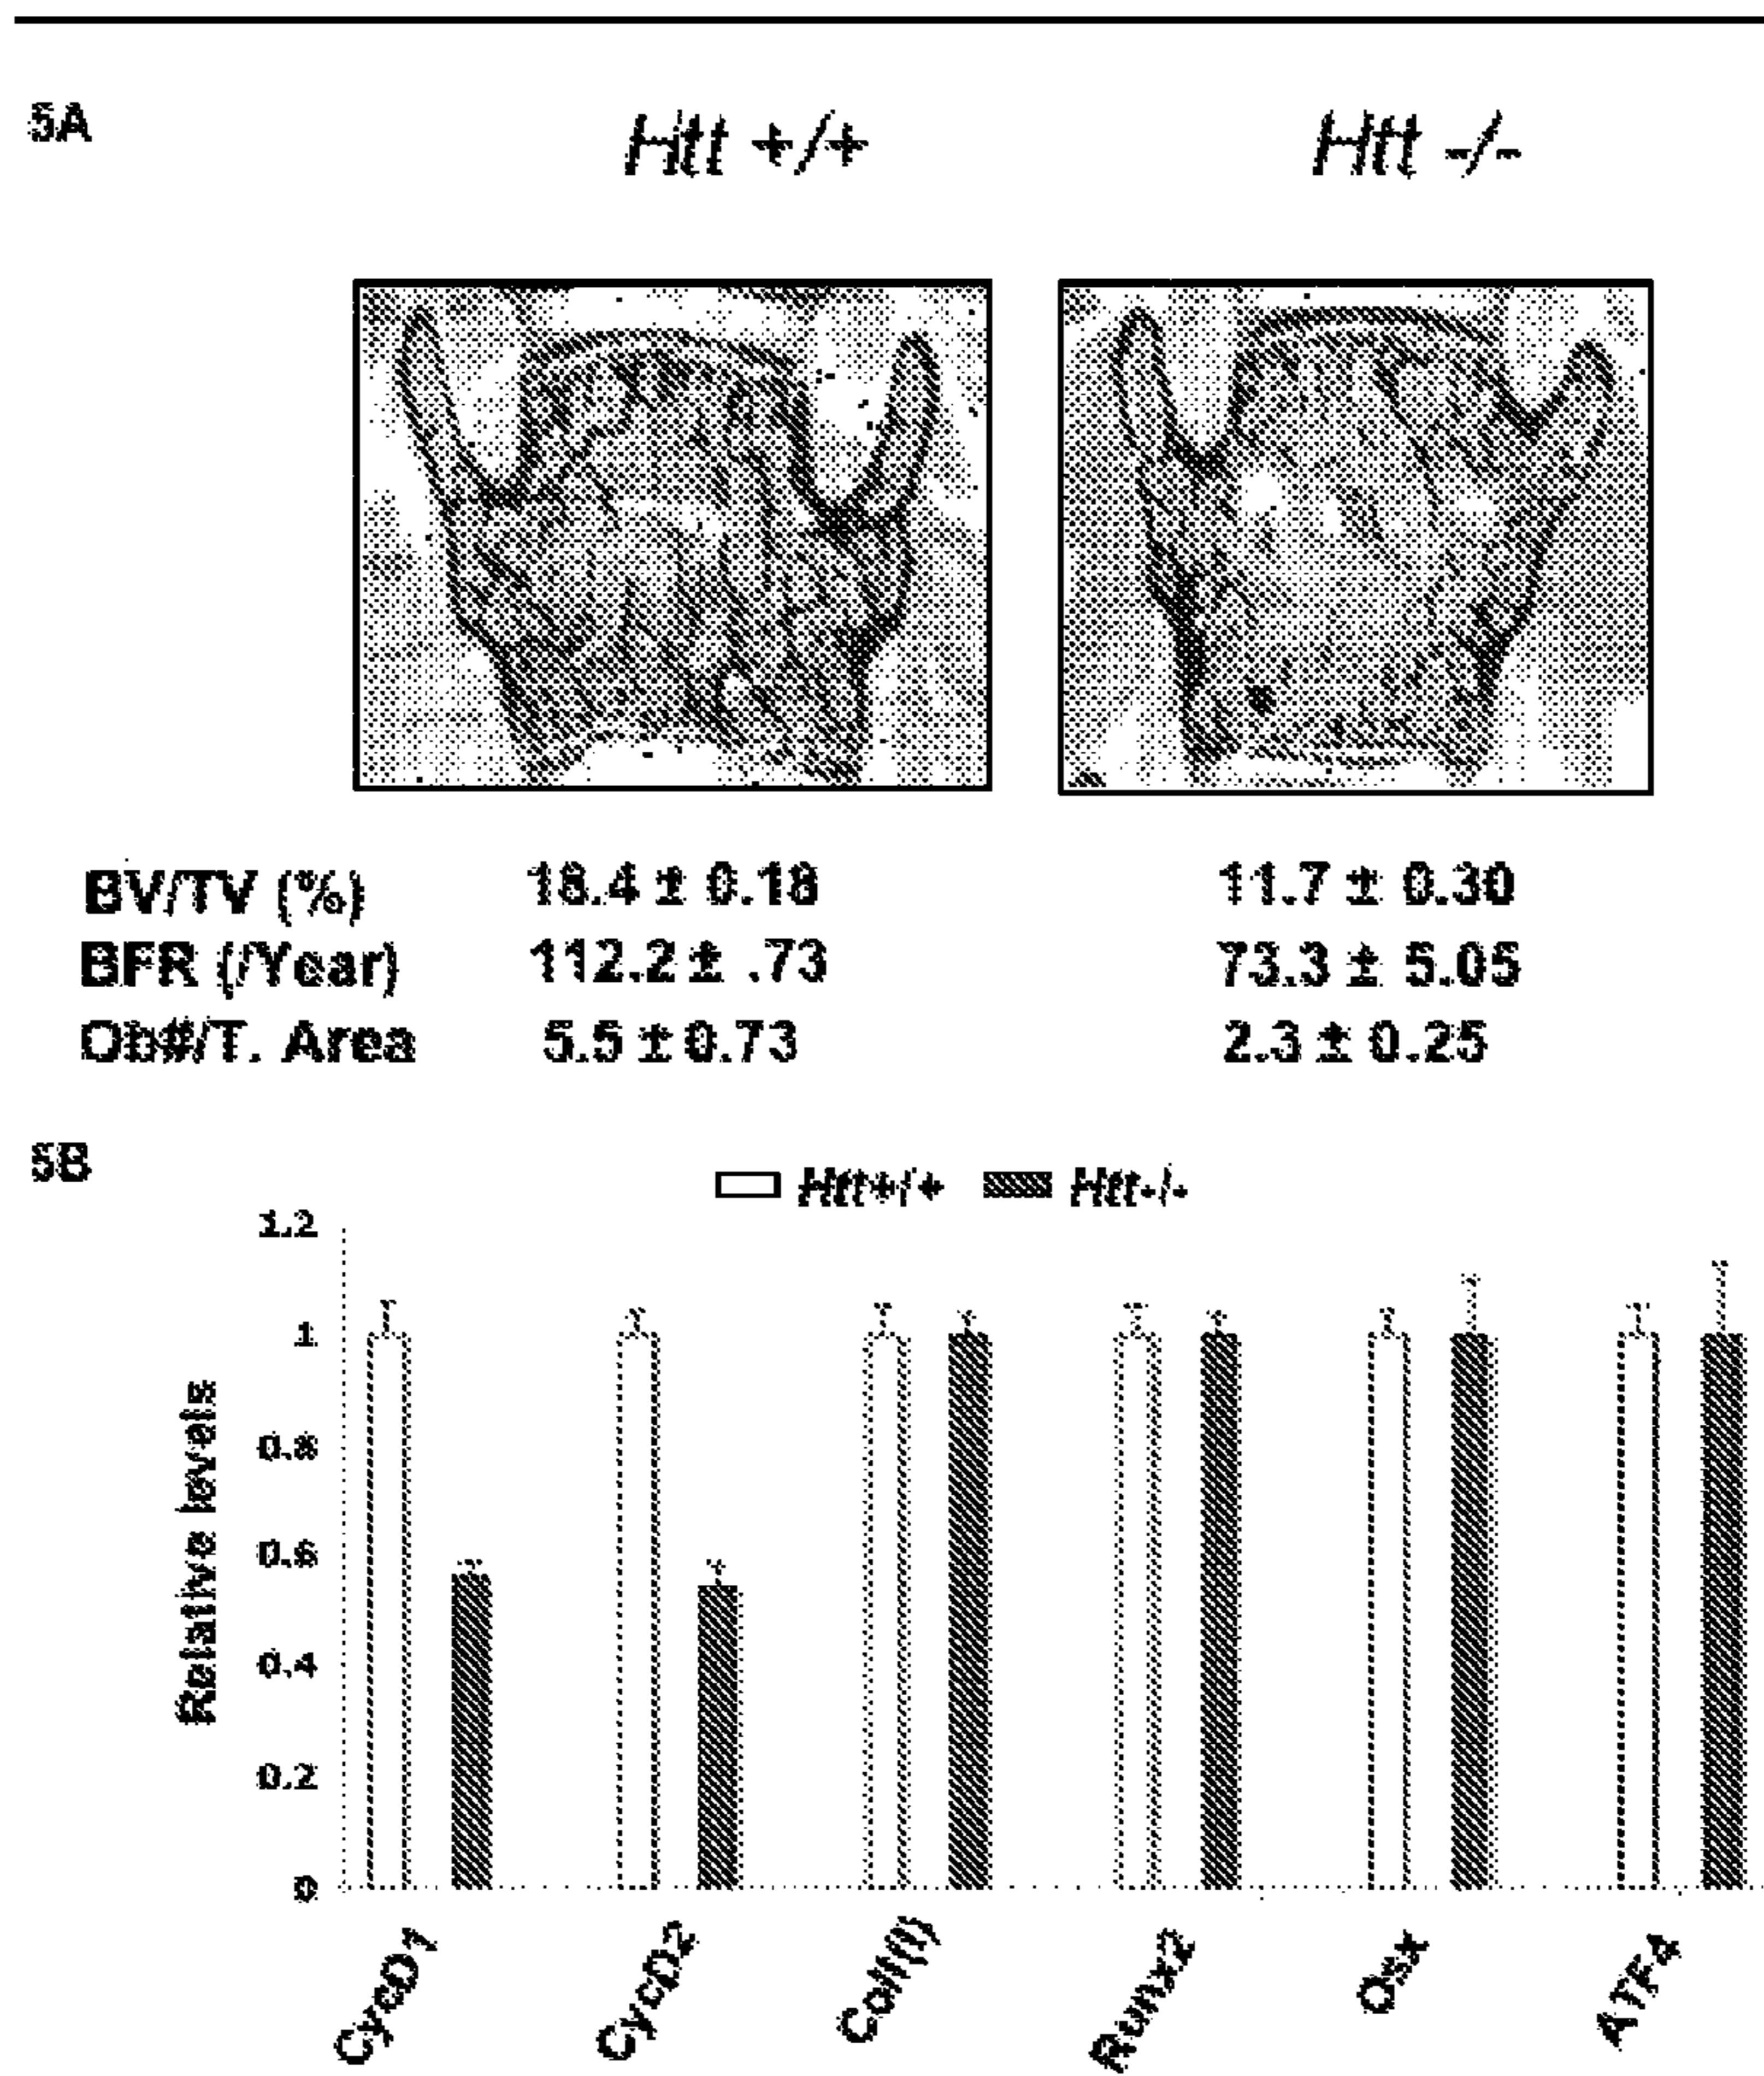 5A
Htt +/+ Htt -/-
BV/TV (%) 18.4 ± 0.18 11.7 ± 0.30
BFR (/Year) 112.2 ± .73 73.3 ± 5.05
Ob#/T. Area 5.5 ± 0.73 2.3 ± 0.25
5B
Htt+/+ Htt-/-
1.2
1
0.8
0.6
0.4
0.2
0
Relative levels
CycD1 CycD2 Coll(I) Runx2 Osx ATF4